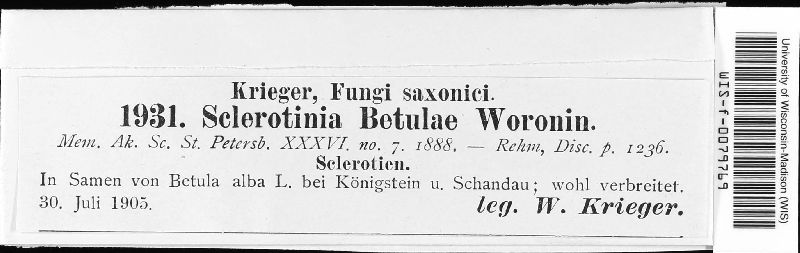 Krieger, Fungi saxonici.
1931. Sclerotinia Betulae Woronin.
Mem. Ak. Sc. St. Petersb. XXXVI. no. 7. 1888. — Rehm, Disc. p. 1236.
Sclerotien.
In Samen von Betula alba L. bei Königstein u. Schandau; wohl verbreitet.
30. Juli 1905.
leg. W. Krieger.
University of Wisconsin-Madison (WIS)
WIS-f-0079769